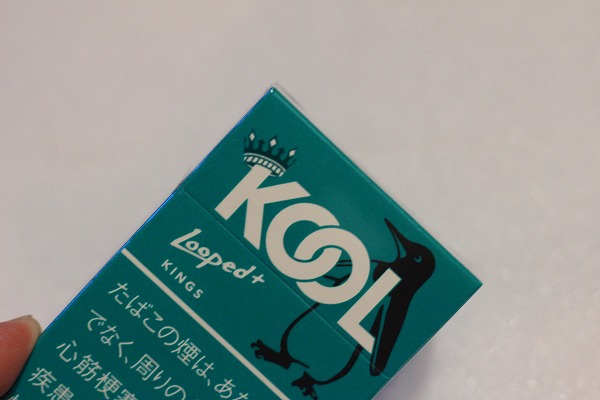 KOOL
Looped+
KINGS
たばこの煙は、あ
でなく、周りの
心筋梗
疾患